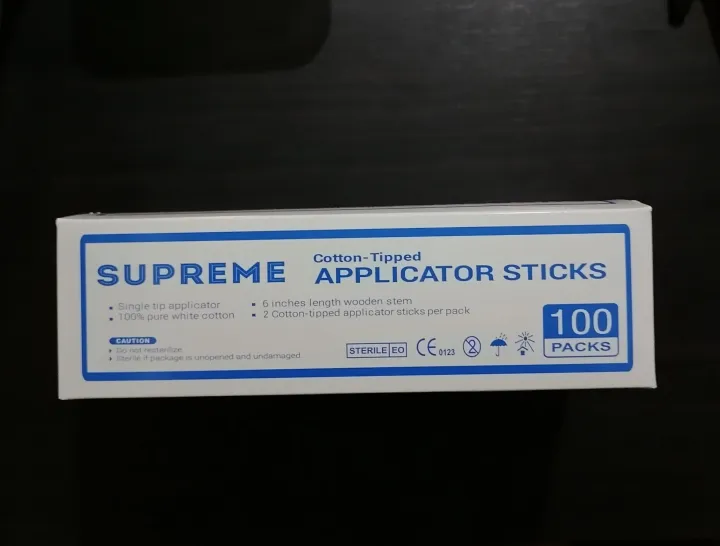 SUPREME
Cotton-Tipped
APPLICATOR STICKS
Single tip applicator
100% pure white cotton
6 inches length wooden stem
2 Cotton-tipped applicator sticks per pack
CAUTION
Do not resterilize
Sterile if package is unopened and undamaged
STERILE EO
CE 0123
2
100
PACKS